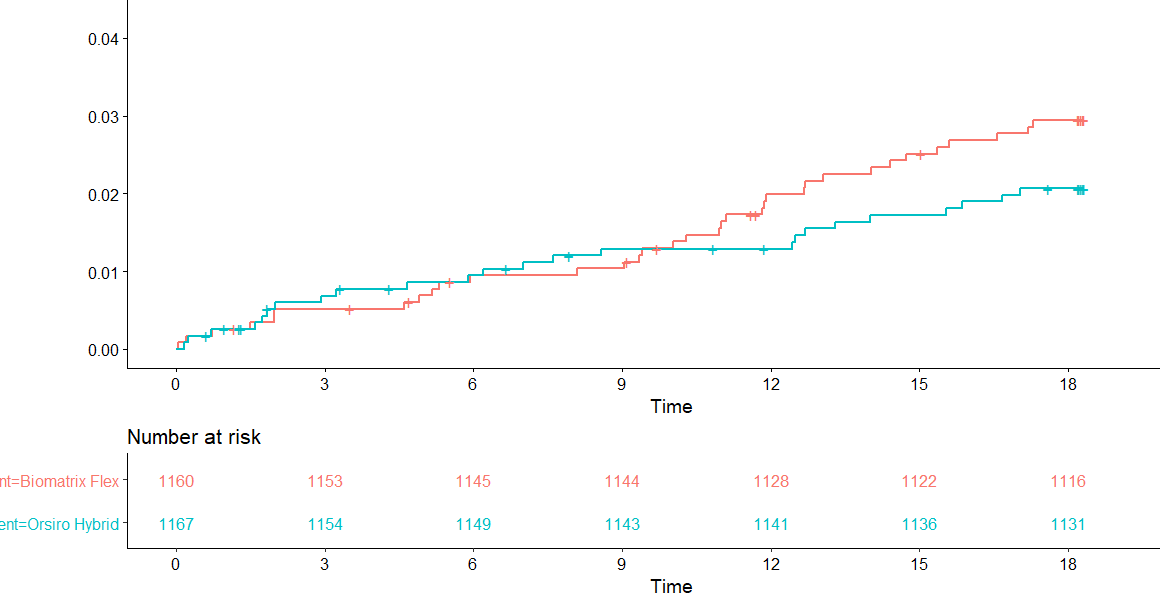 0.04
0.03
0.02
0.01
0.00
0 3 6 9 12 15 18
Time
Number at risk
nt=Biomatrix Flex 1160 1153 1145 1144 1128 1122 1116
ent=Orsiro Hybrid 1167 1154 1149 1143 1141 1136 1131
0 3 6 9 12 15 18
Time